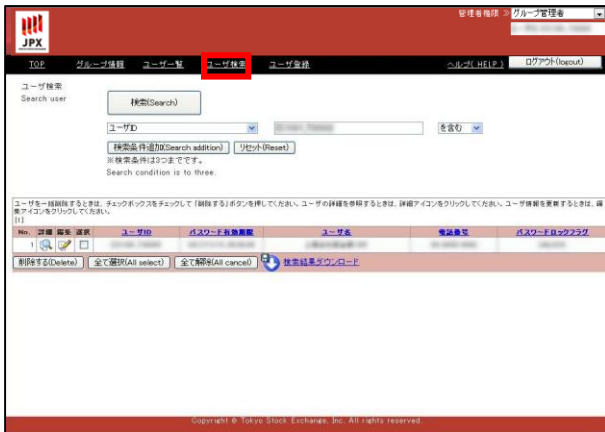 管理者権限 ≫ グループ管理者
JPX
TOP グループ情報 ユーザ一覧 ユーザ検索 ユーザ登録 ヘルプ( HELP ) ログアウト(logout)
ユーザ検索
Search user
検索(Search)
ユーザID を含む
検索条件追加(Search addition) リセット(Reset)
※検索条件は3つまでです。
Search condition is to three.
ユーザを一括削除するときは、チェックボックスをチェックして「削除する」ボタンを押してください。ユーザの詳細を参照するときは、詳細アイコンをクリックしてください。ユーザ情報を更新するときは、編
集アイコンをクリックしてください。
[1]
No. 詳細 編集 選択 ユーザID パスワード有効期限 ユーザ名 電話番号 パスワードロックフラグ
1
削除する(Delete) 全て選択(All select) 全て解除(All cancel) 検索結果ダウンロード
Copyright © Tokyo Stock Exchange, Inc. All rights reserved.